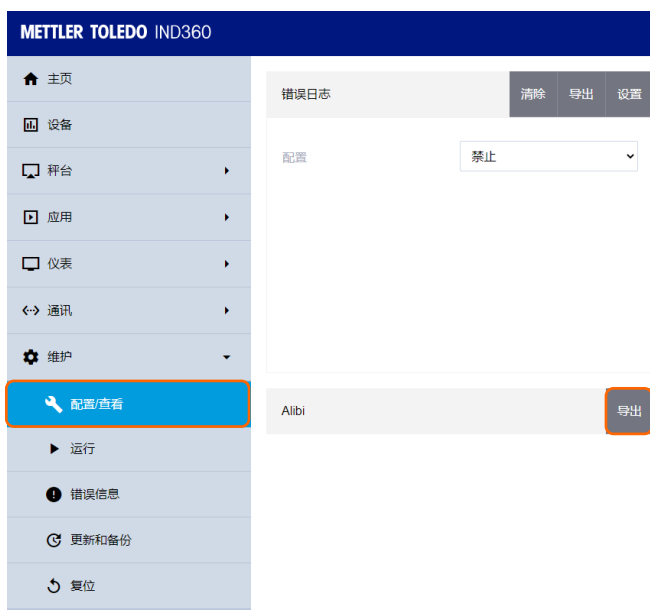 METTLER TOLEDO IND360
主页
设备
秤台
应用
仪表
通讯
维护
配置/查看
运行
错误信息
更新和备份
复位
错误日志
清除 导出 设置
配置
禁止
Alibi
导出